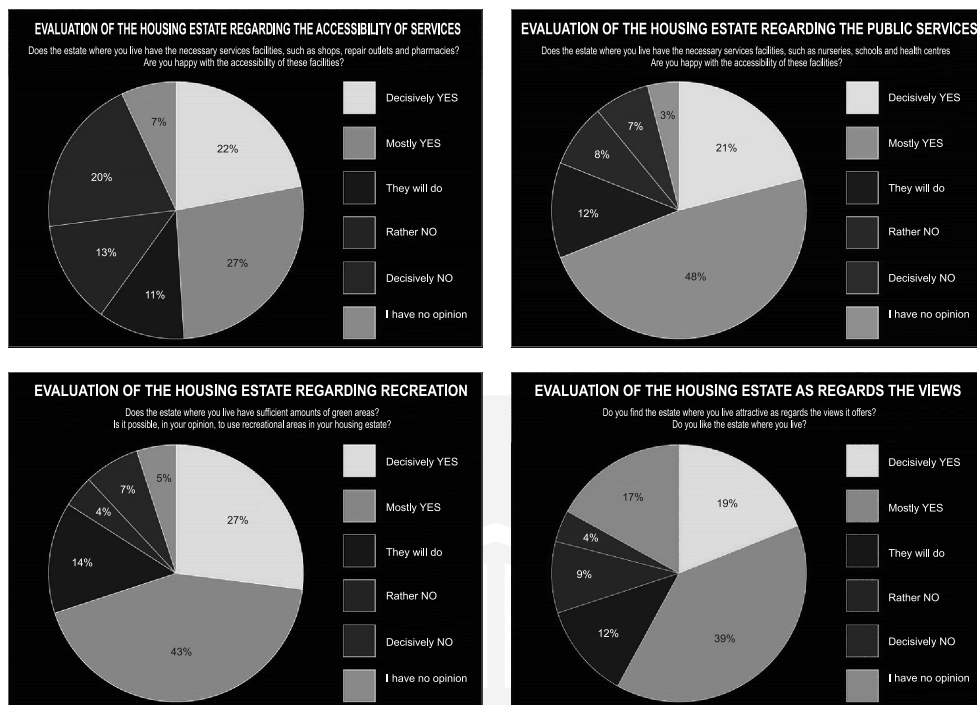 EVALUATION OF THE HOUSING ESTATE REGARDING THE ACCESSIBILITY OF SERVICES
Does the estate where you live have the necessary services facilities, such as shops, repair outlets and pharmacies?
Are you happy with the accessibility of these facilities?
7%
22%
20%
27%
13%
11%
Decisively YES
Mostly YES
They will do
Rather NO
Decisively NO
I have no opinion
EVALUATION OF THE HOUSING ESTATE REGARDING THE PUBLIC SERVICES
Does the estate where you live have the necessary services facilities, such as nurseries, schools and health centres
Are you happy with the accessibility of these facilities?
3%
7%
21%
8%
12%
48%
Decisively YES
Mostly YES
They will do
Rather NO
Decisively NO
I have no opinion
EVALUATION OF THE HOUSING ESTATE REGARDING RECREATION
Does the estate where you live have sufficient amounts of green areas?
Is it possible, in your opinion, to use recreational areas in your housing estate?
5%
7%
27%
4%
14%
43%
Decisively YES
Mostly YES
They will do
Rather NO
Decisively NO
I have no opinion
EVALUATION OF THE HOUSING ESTATE AS REGARDS THE VIEWS
Do you find the estate where you live attractive as regards the views it offers?
Do you like the estate where you live?
17%
19%
4%
9%
12%
39%
Decisively YES
Mostly YES
They will do
Rather NO
Decisively NO
I have no opinion